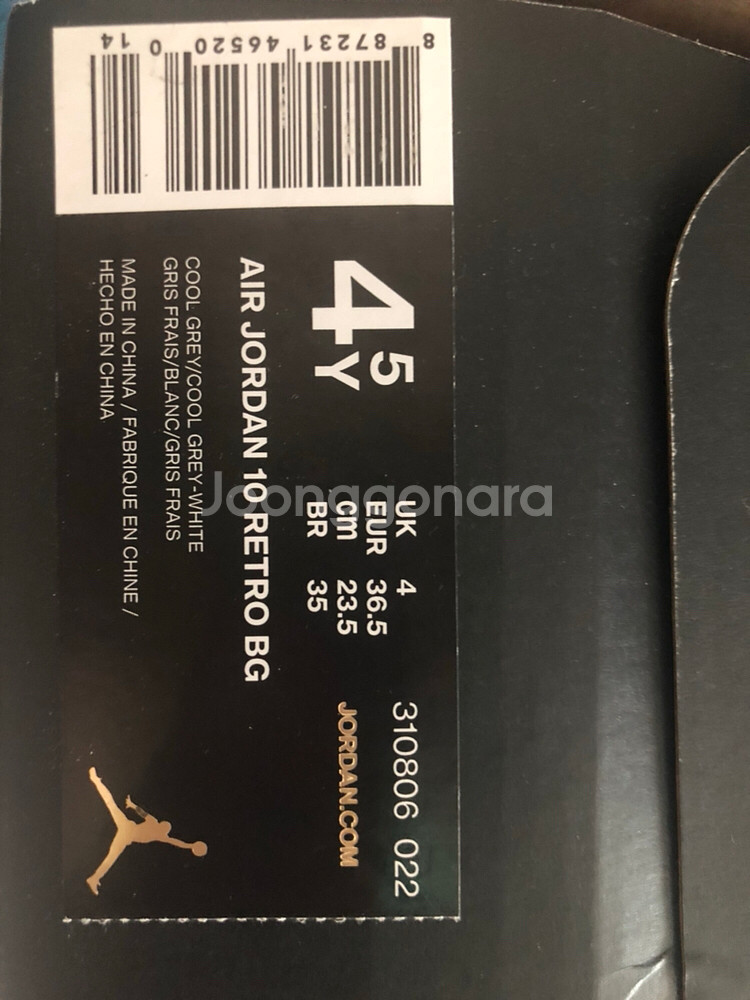 8 87231 46520 0 14
4 5 Y
UK 4
EUR 36.5
cm 23.5
BR 35
310806 022
JORDAN.COM
AIR JORDAN 10 RETRO BG
COOL GREY/COOL GREY-WHITE
GRIS FRAIS/BLANC/GRIS FRAIS
MADE IN CHINA / FABRIQUE EN CHINE /
HECHO EN CHINA
Joonggonara